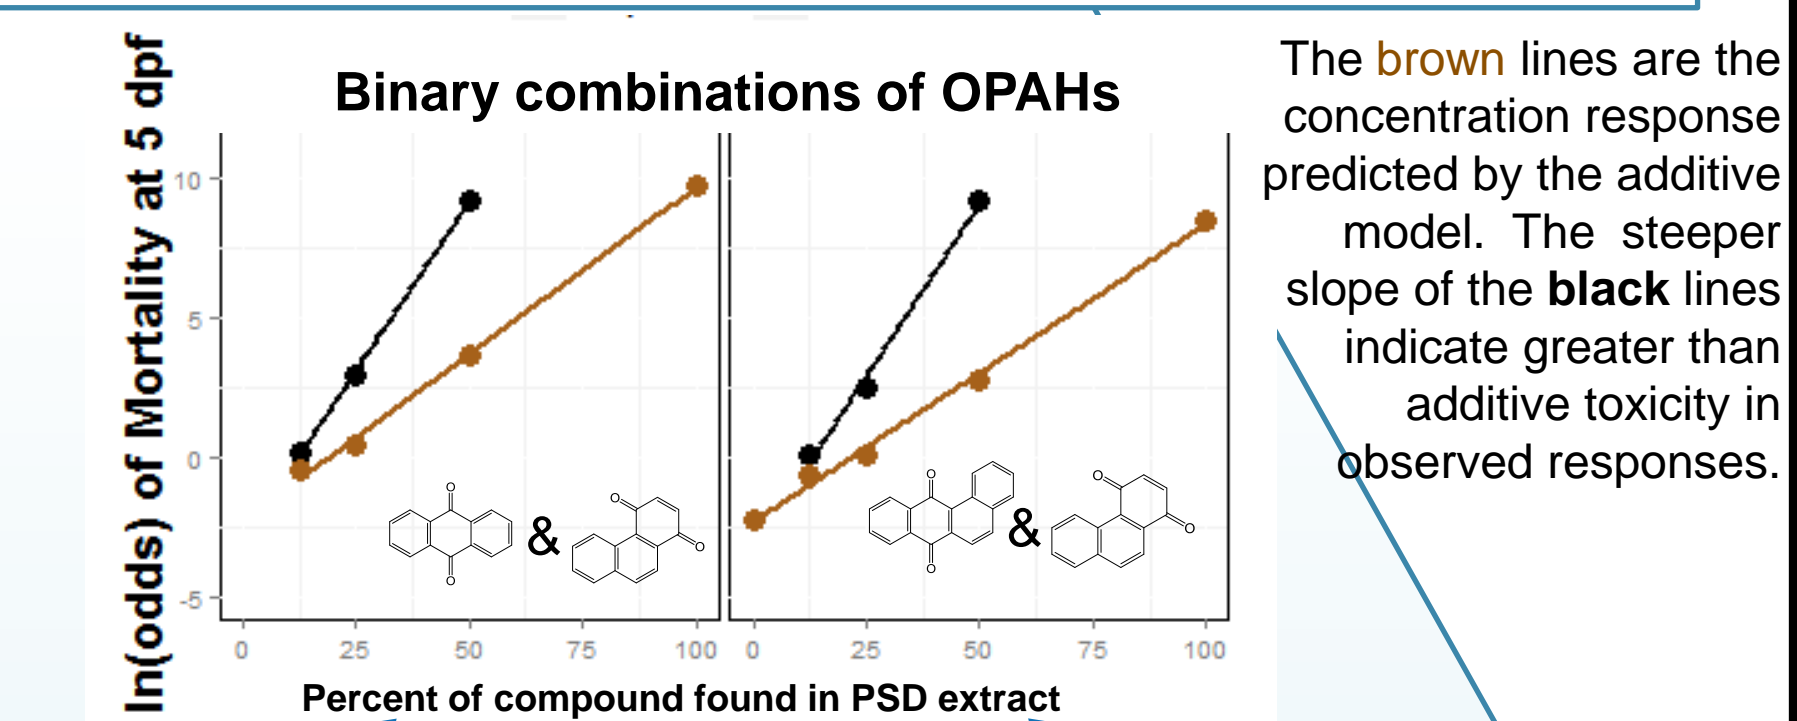 Binary combinations of OPAHs
ln(odds) of Mortality at 5 dpf
10
5
0
-5
O
O
&
O
O
O
O
&
O
O
0 25 50 75 100
0 25 50 75 100
Percent of compound found in PSD extract
The brown lines are the
concentration response
predicted by the additive
model. The steeper
slope of the black lines
indicate greater than
additive toxicity in
observed responses.